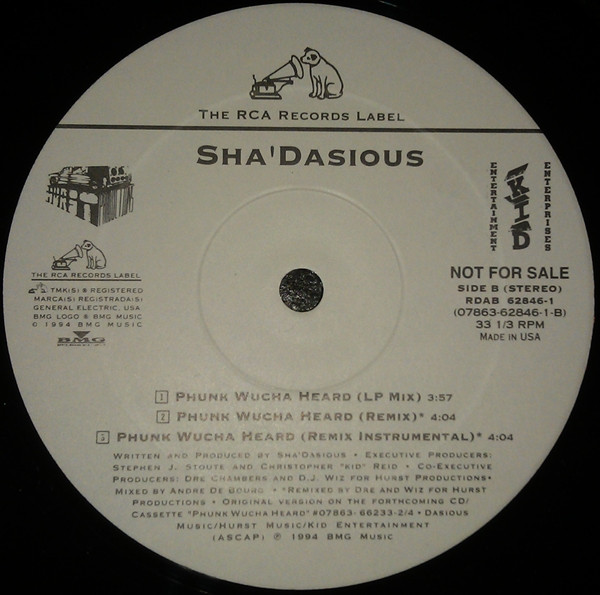 The RCA Records Label
Sha'Dasious
ENTERTAINMENT
KID
ENTERPRISES
The RCA Records Label
TMK(S) ® Registered
Marca(s) Registrada(s)
General Electric, USA.
BMG Logo ® BMG Music
© 1994 BMG Music
BMG
NOT FOR SALE
SIDE B (STEREO)
RDAB 62846-1
(07863-62846-1-B)
33 1/3 RPM
Made in USA
1 Phunk Wucha Heard (LP Mix) 3:57
2 Phunk Wucha Heard (Remix)* 4:04
3 Phunk Wucha Heard (Remix Instrumental)* 4:04
Written and Produced by Sha'Dasious • Executive Producers:
Stephen J. Stoute and Christopher "Kid" Reid • Co-Executive
Producers: Dre Chambers and D.J. Wiz for Hurst Productions•
Mixed by Andre De Bourg • *Remixed by Dre and Wiz for Hurst
Productions • Original version on the forthcoming CD/
Cassette "Phunk Wucha Heard" #07863-66233-2/4 • Dasious
Music/Hurst Music/Kid Entertainment
(ASCAP) ℗ 1994 BMG Music